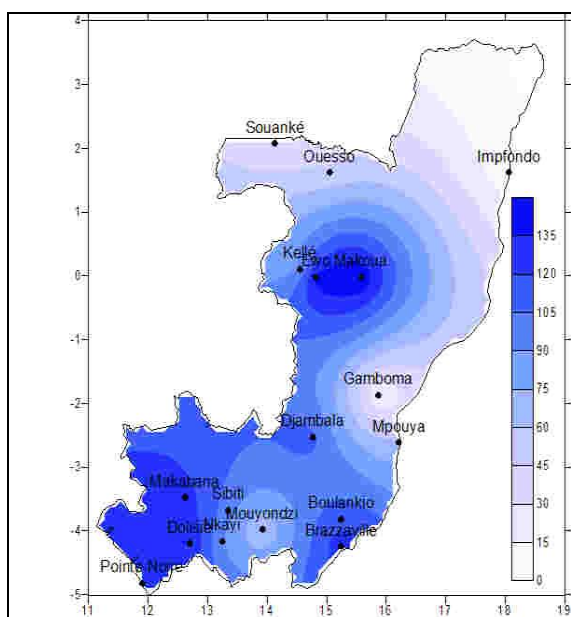 4
3
2
1
0
-1
-2
-3
-4
-5
Souanké
Ouesso
Impfondo
Kellé
Ewo Makoua
Gamboma
Djambala
Mpouya
Makabana
Sibiti
Mouyondzi
Boulankio
Dolisie
Nkayi
Brazzaville
Pointe Noire
135
120
105
90
75
60
45
30
15
0
11 12 13 14 15 16 17 18 19